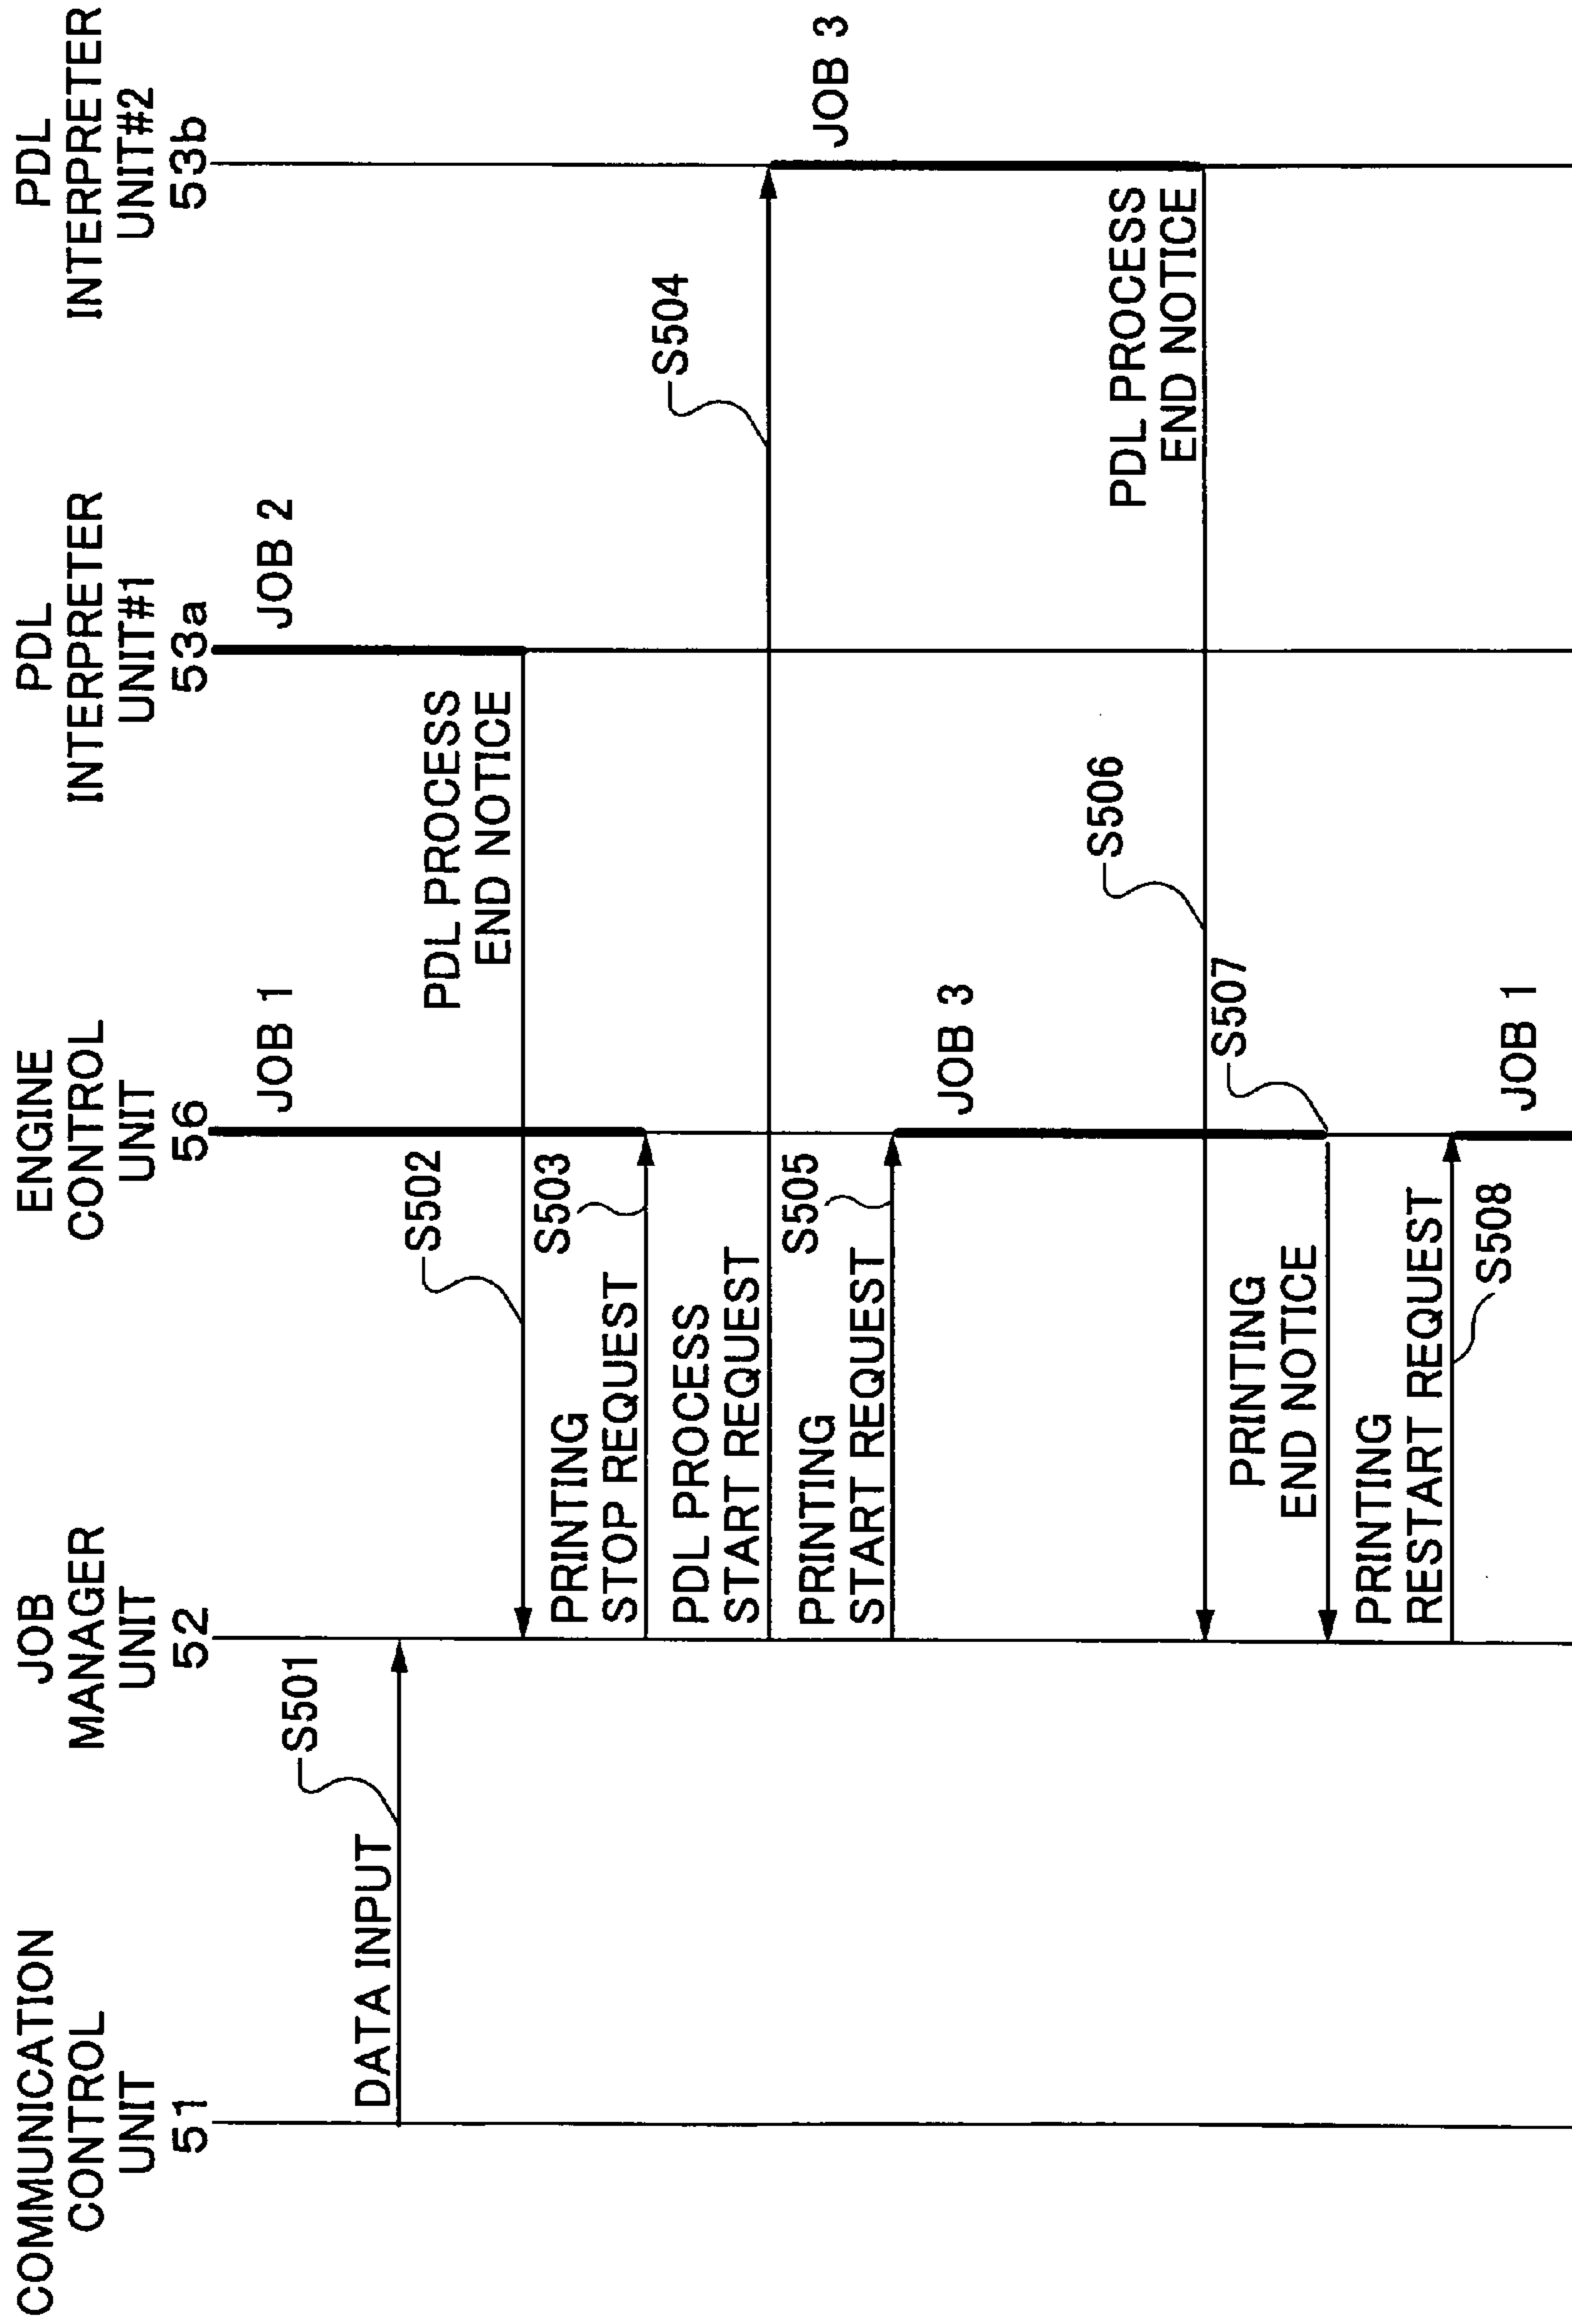 COMMUNICATION
CONTROL
UNIT
51
JOB
MANAGER
UNIT
52
ENGINE
CONTROL
UNIT
56
PDL
INTERPRETER
UNIT#1
53a
PDL
INTERPRETER
UNIT#2
53b
JOB 1
JOB 2
DATA INPUT
S501
S502
PDL PROCESS
END NOTICE
PRINTING
STOP REQUEST
S503
PDL PROCESS
START REQUEST
S504
JOB 3
PRINTING
START REQUEST
S505
JOB 3
S506
PDL PROCESS
END NOTICE
PRINTING
END NOTICE
S507
PRINTING
RESTART REQUEST
S508
JOB 1